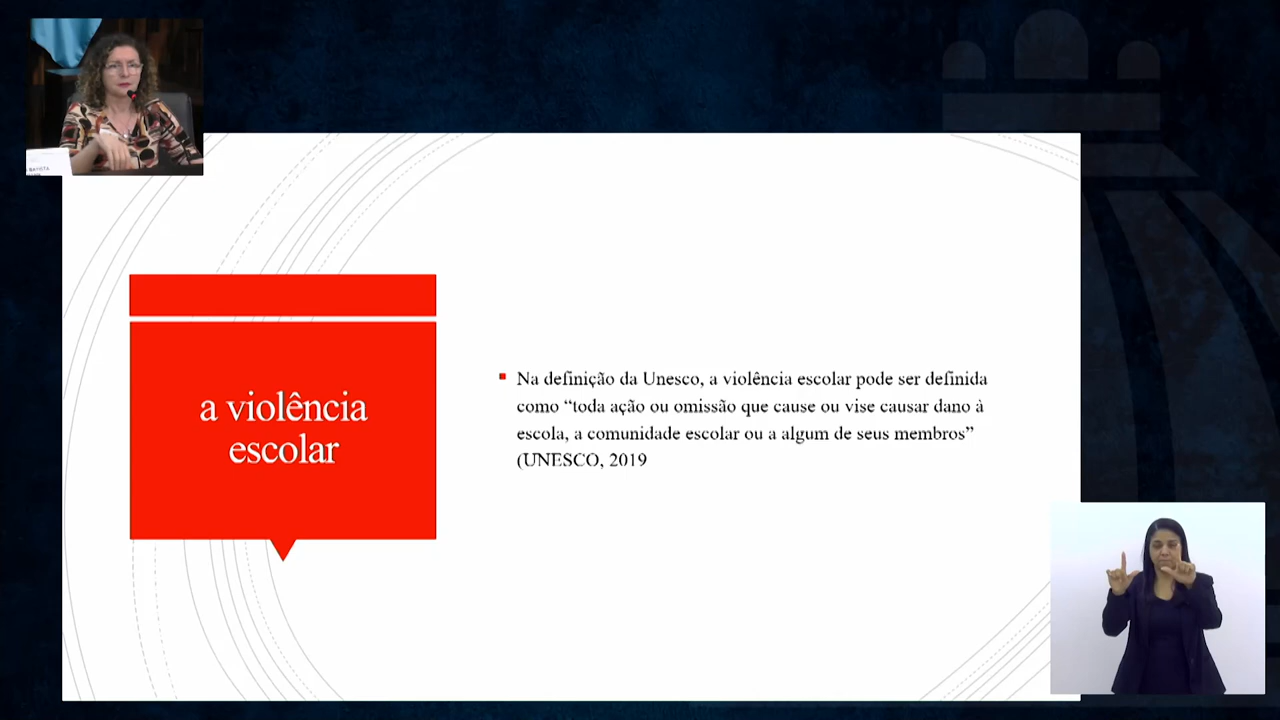 BATISTA
a violência
escolar
Na definição da Unesco, a violência escolar pode ser definida
como “toda ação ou omissão que cause ou vise causar dano à
escola, a comunidade escolar ou a algum de seus membros”
(UNESCO, 2019